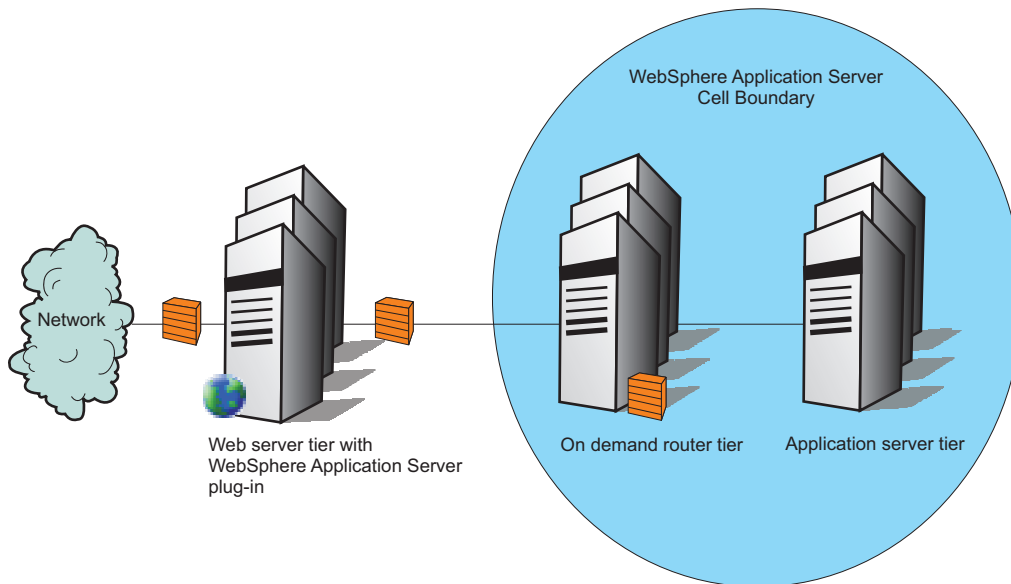 WebSphere Application Server
Cell Boundary
Network
Web server tier with
WebSphere Application Server
plug-in
On demand router tier
Application server tier